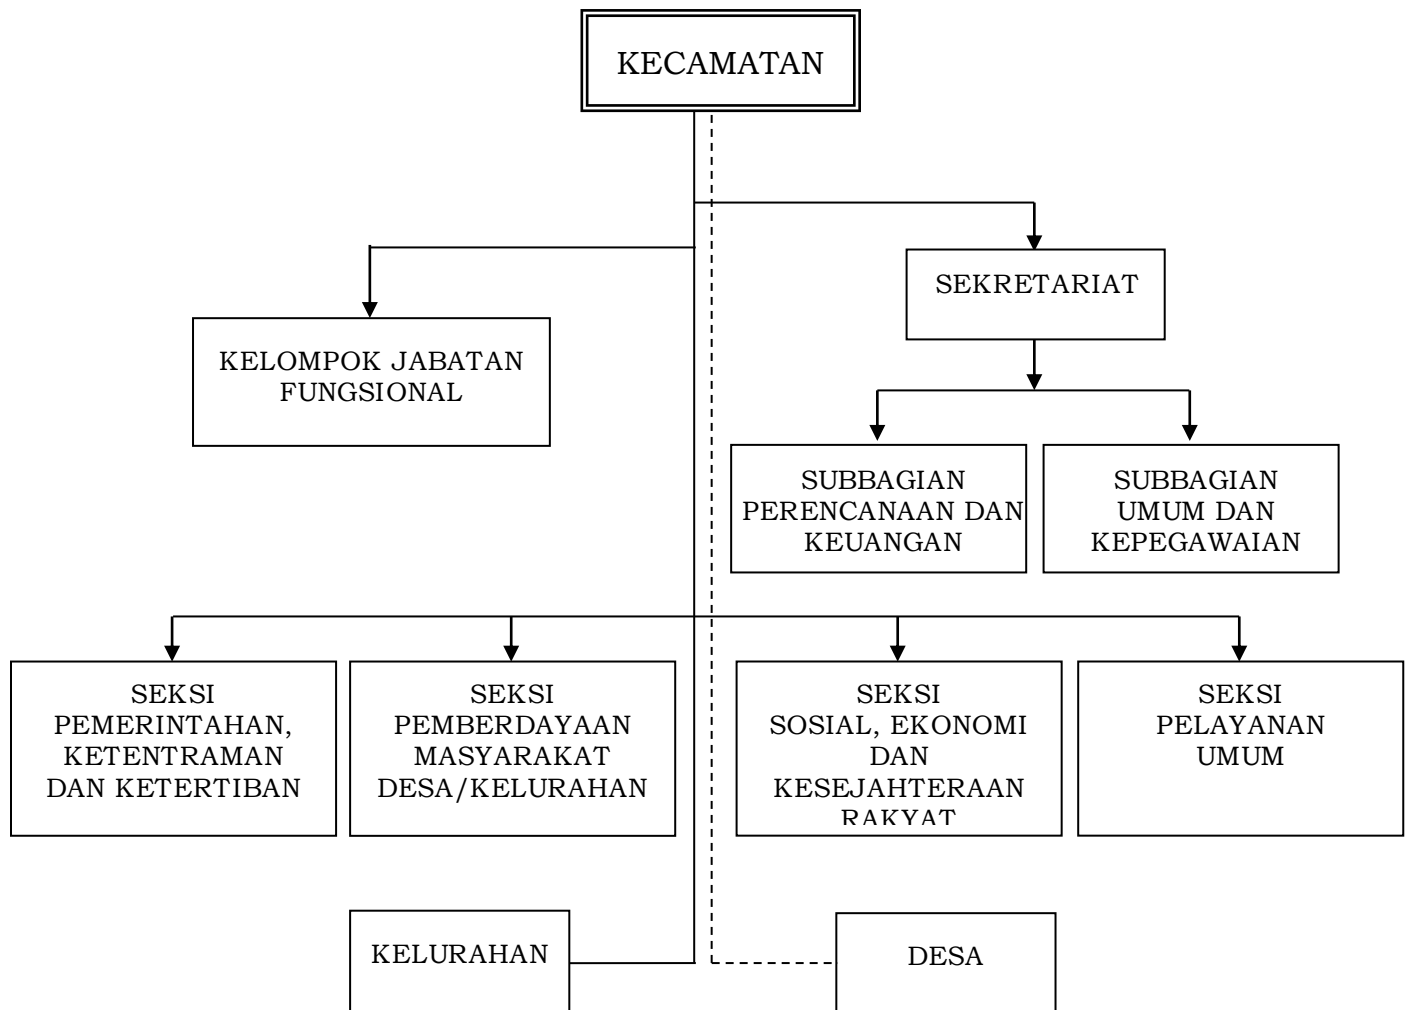 KECAMATAN
SEKRETARIAT
KELOMPOK JABATAN
FUNGSIONAL
SUBBAGIAN
PERENCANAAN DAN
KEUANGAN
SUBBAGIAN
UMUM DAN
KEPEGAWAIAN
SEKSI
PEMERINTAHAN,
KETENTRAMAN
DAN KETERTIBAN
SEKSI
PEMBERDAYAAN
MASYARAKAT
DESA/KELURAHAN
SEKSI
SOSIAL, EKONOMI
DAN
KESEJAHTERAAN
RAKYAT
SEKSI
PELAYANAN
UMUM
KELURAHAN
DESA